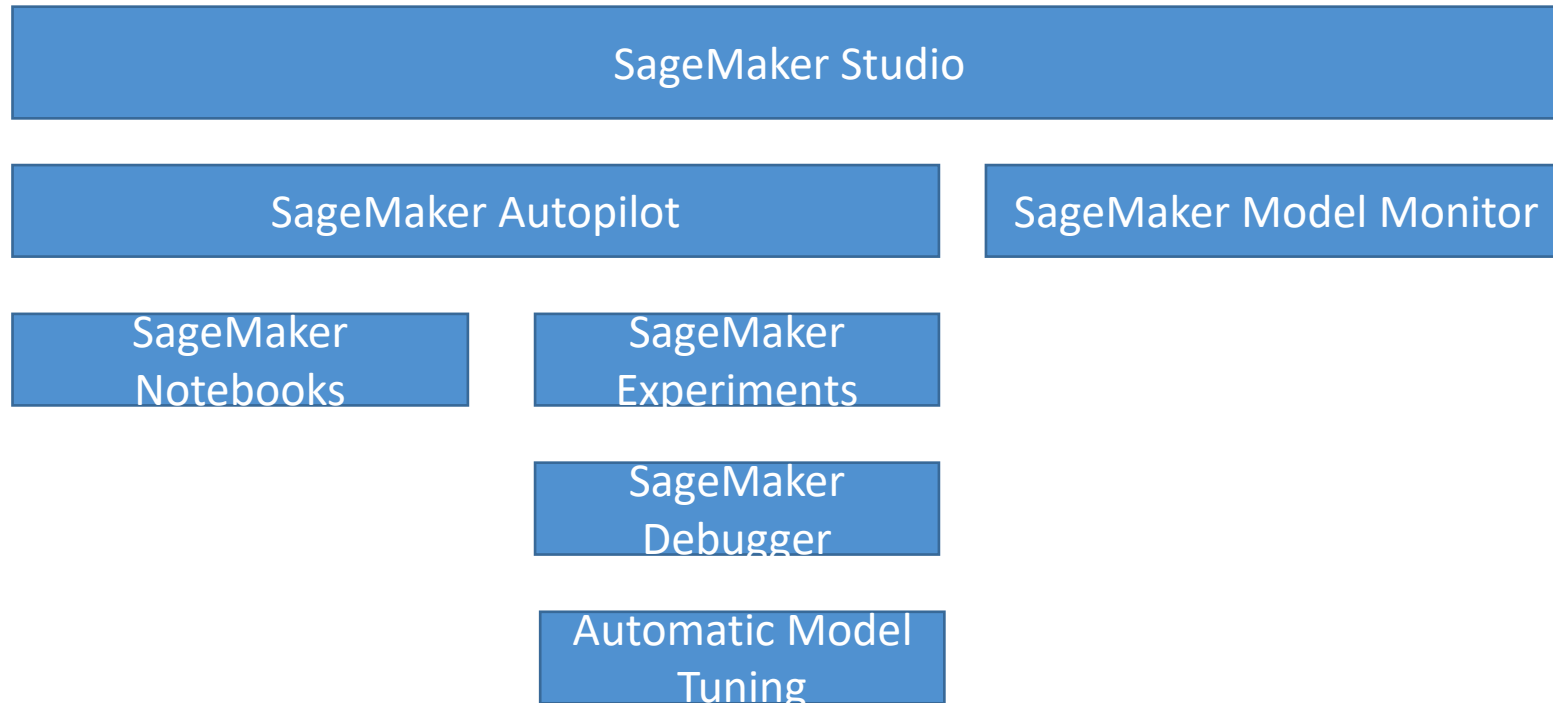 SageMaker Studio
SageMaker Autopilot
SageMaker Model Monitor
SageMaker
Notebooks
SageMaker
Experiments
SageMaker
Debugger
Automatic Model
Tuning